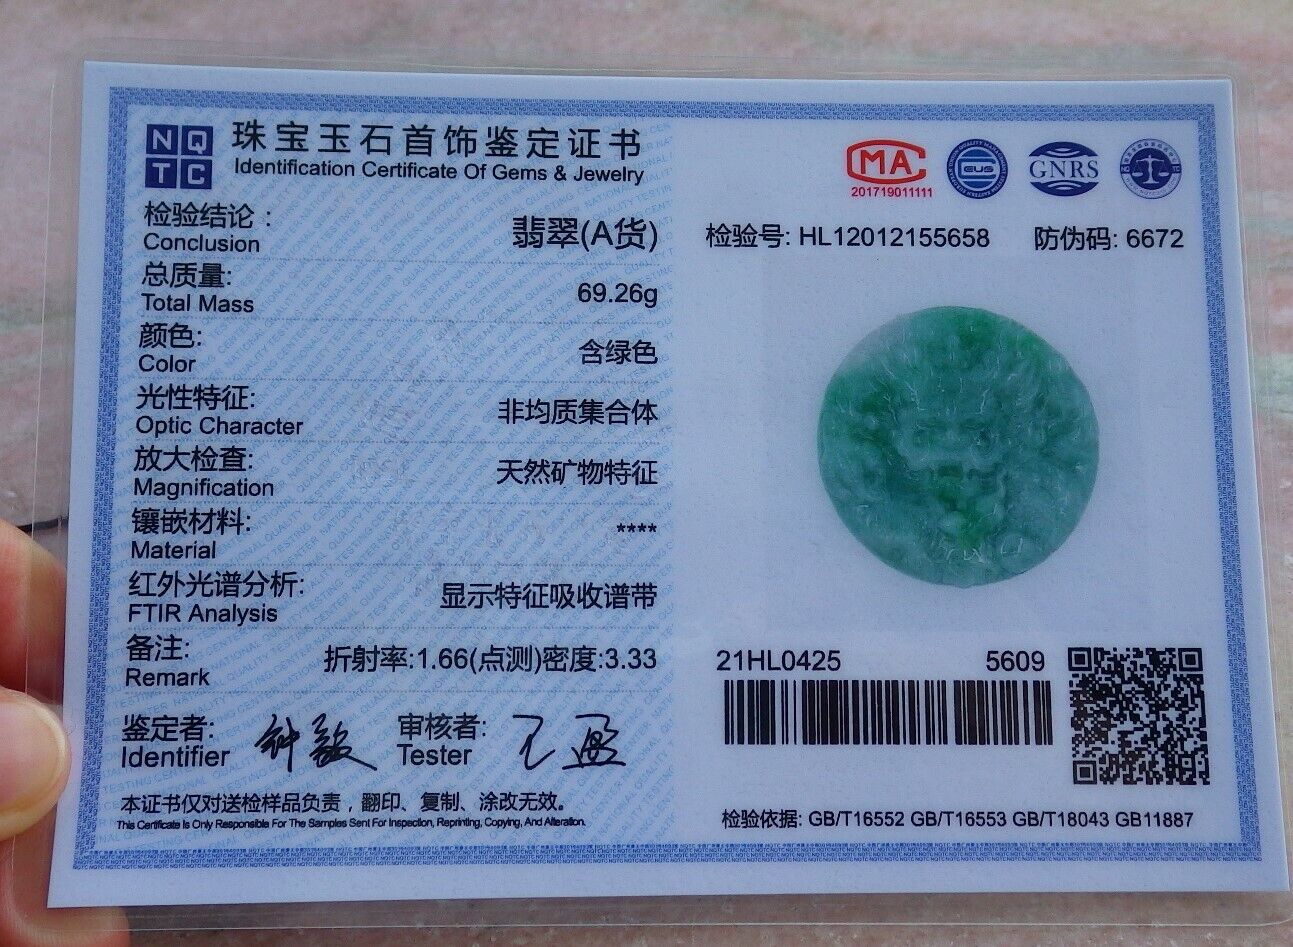 NQ
TC
珠宝玉石首饰鉴定证书
Identification Certificate Of Gems & Jewelry
检验结论:
Conclusion
翡翠(A货)
总质量:
Total Mass
69.26g
颜色:
Color
含绿色
光性特征:
Optic Character
非均质集合体
放大检查:
Magnification
天然矿物特征
镶嵌材料:
Material
****
红外光谱分析:
FTIR Analysis
显示特征吸收谱带
备注:
Remark
折射率:1.66(点测)密度:3.33
鉴定者:
Identifier
审核者:
Tester
本证书仅对送检样品负责，翻印、复制、涂改无效。
This Certificate Is Only Responsible For The Samples Sent For Inspection, Reprinting, Copying, And Alteration.
CMA
201719011111
GNRS
检验号: HL12012155658
防伪码: 6672
21HL0425
5609
检验依据: GB/T16552 GB/T16553 GB/T18043 GB11887